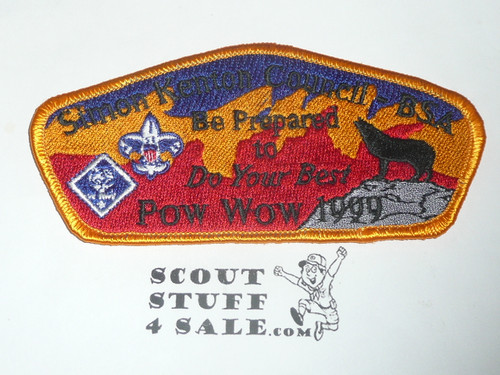 Simon Kenton Council - BSA
Be Prepared
to
Do Your Best
Pow Wow 1999
SCOUT
STUFF
4 SALE.com